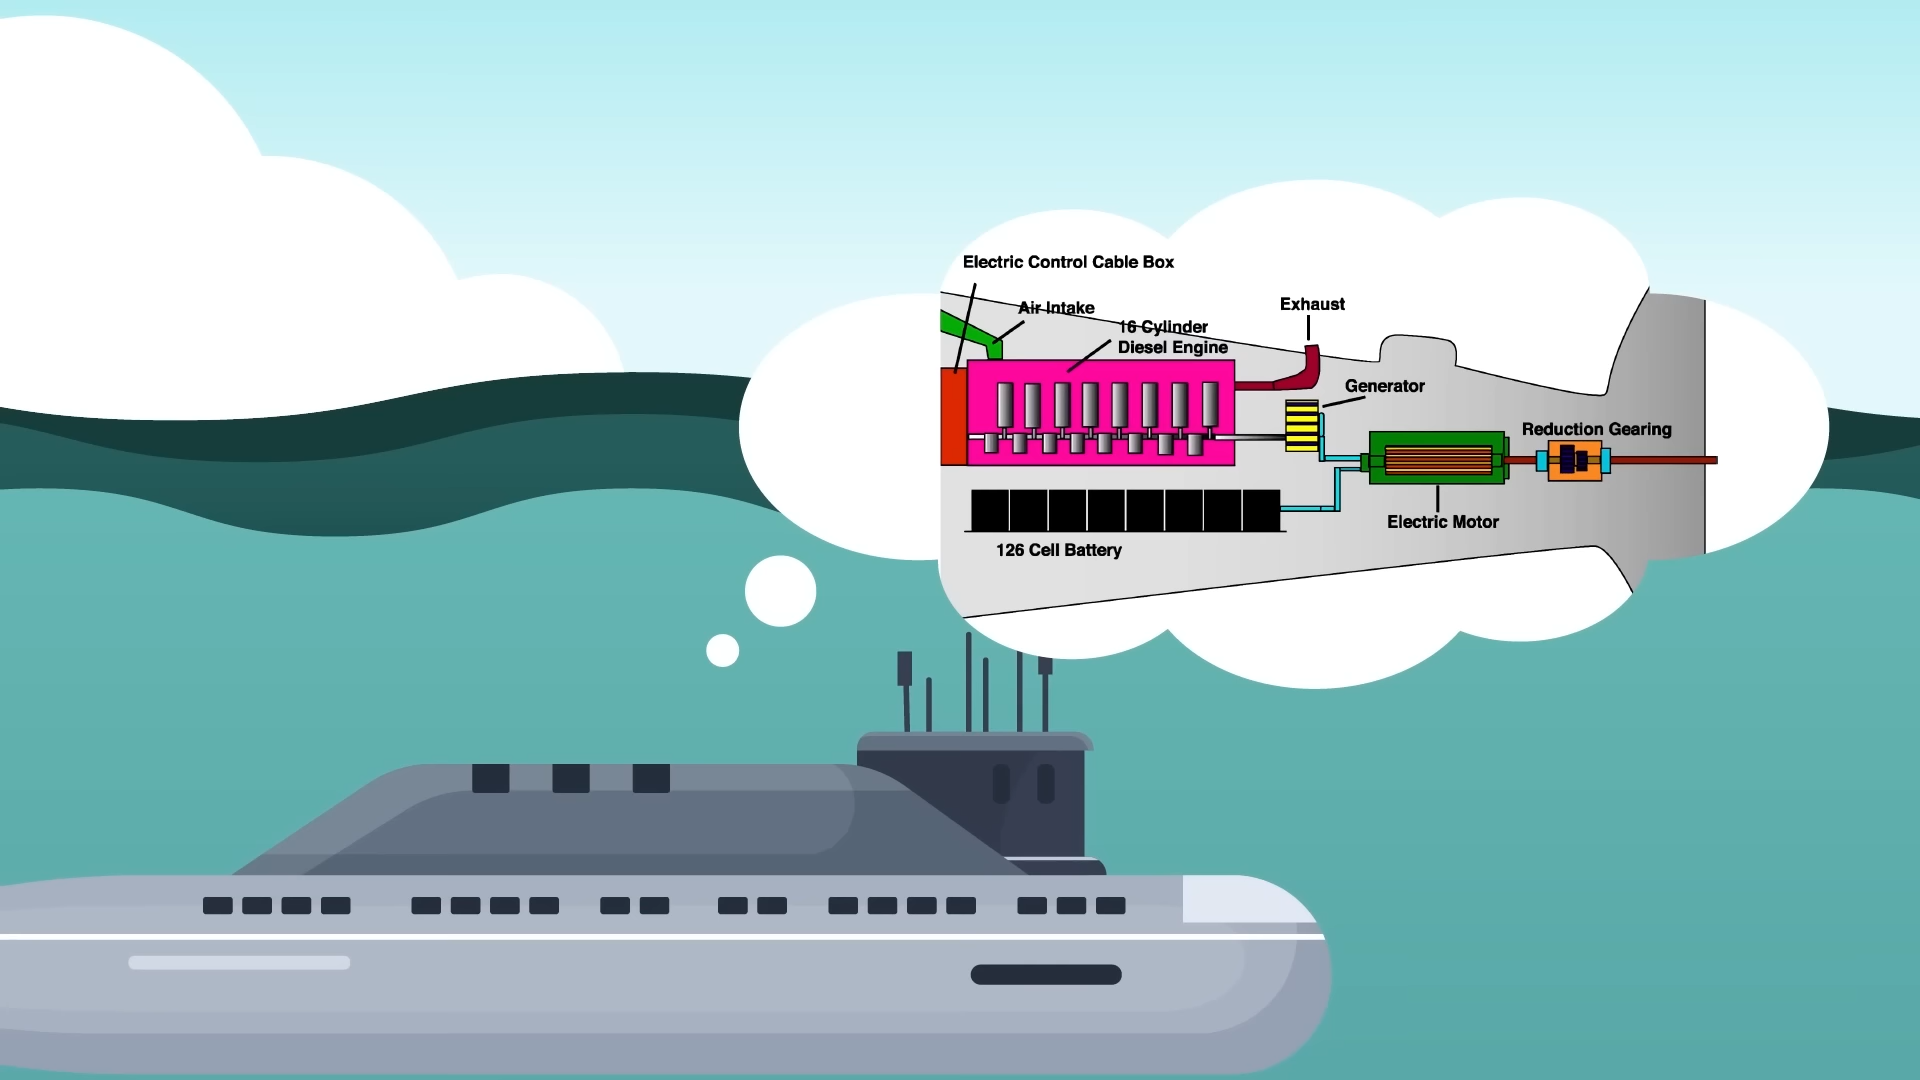 Electric Control Cable Box
Air Intake
Exhaust
16 Cylinder
Diesel Engine
Generator
Reduction Gearing
Electric Motor
126 Cell Battery